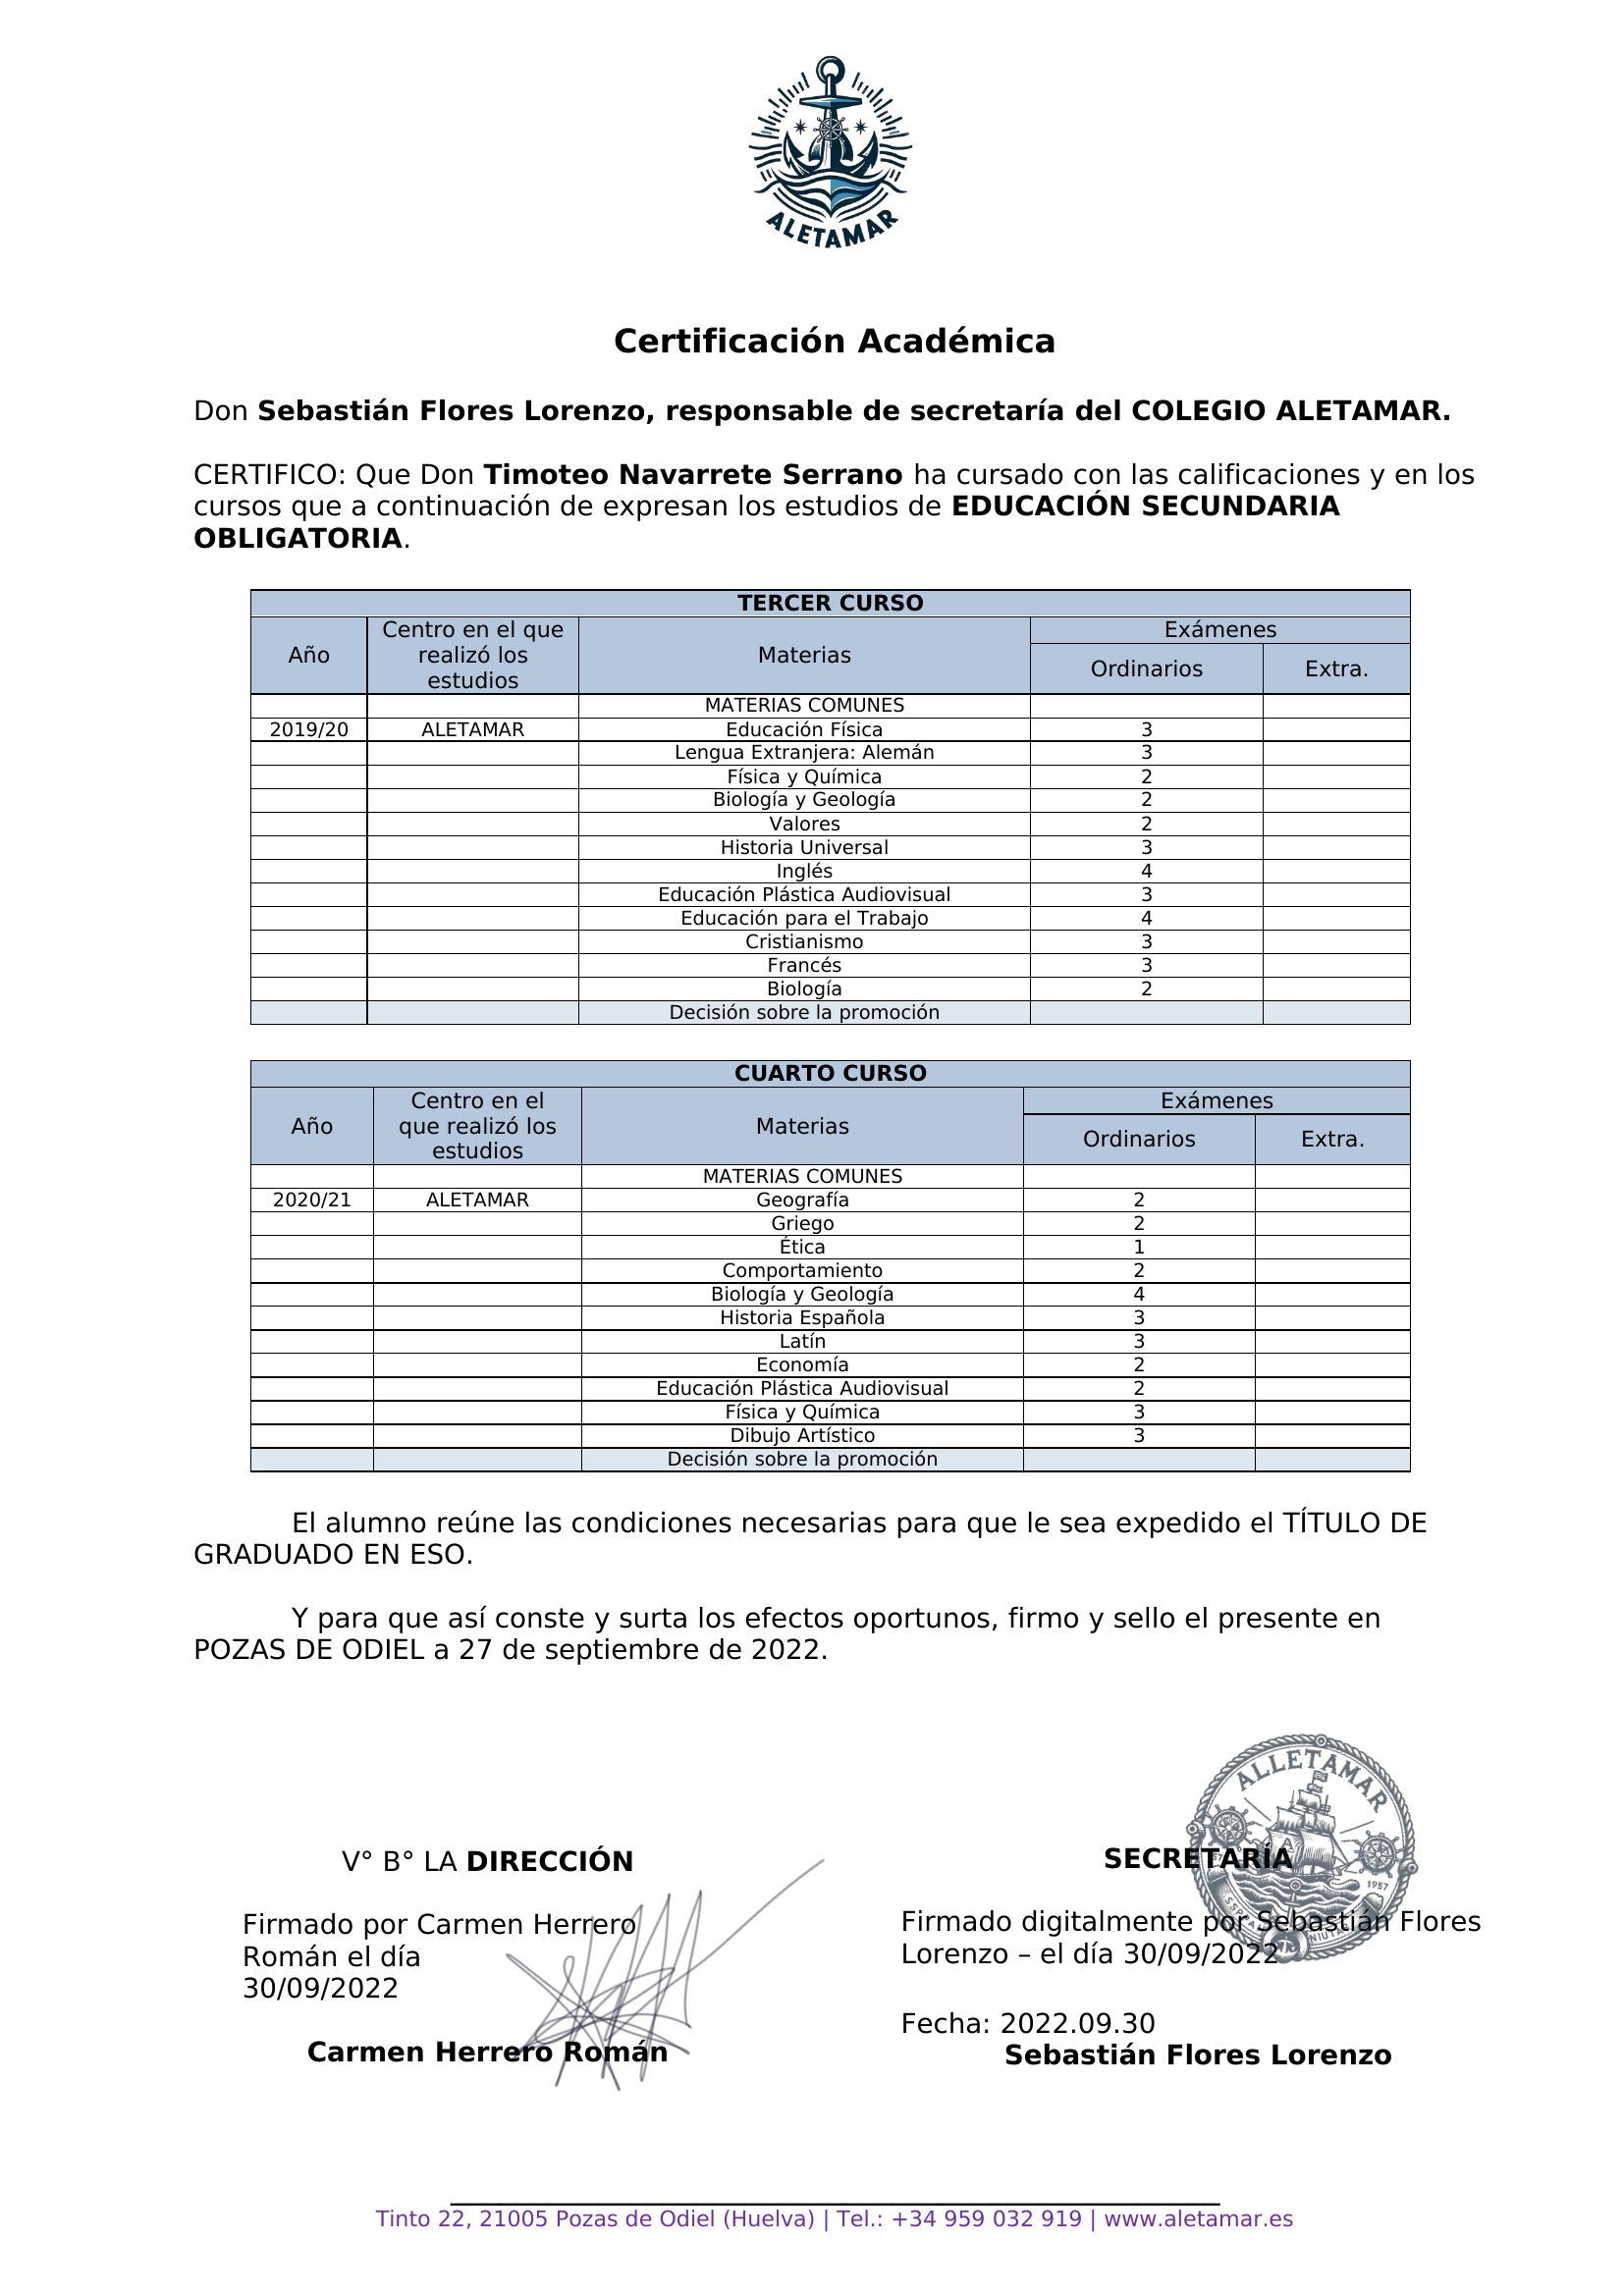 ALETAMAR
Certificación Académica
Don Sebastián Flores Lorenzo, responsable de secretaría del COLEGIO ALETAMAR.
CERTIFICO: Que Don Timoteo Navarrete Serrano ha cursado con las calificaciones y en los
cursos que a continuación de expresan los estudios de EDUCACIÓN SECUNDARIA
OBLIGATORIA.
TERCER CURSO
Año Centro en el que realizó los estudios Materias Exámenes
Ordinarios Extra.
MATERIAS COMUNES
2019/20 ALETAMAR Educación Física 3
Lengua Extranjera: Alemán 3
Física y Química 2
Biología y Geología 2
Valores 2
Historia Universal 3
Inglés 4
Educación Plástica Audiovisual 3
Educación para el Trabajo 4
Cristianismo 3
Francés 3
Biología 2
Decisión sobre la promoción
CUARTO CURSO
Año Centro en el que realizó los estudios Materias Exámenes
Ordinarios Extra.
MATERIAS COMUNES
2020/21 ALETAMAR Geografía 2
Griego 2
Ética 1
Comportamiento 2
Biología y Geología 4
Historia Española 3
Latín 3
Economía 2
Educación Plástica Audiovisual 2
Física y Química 3
Dibujo Artístico 3
Decisión sobre la promoción
El alumno reúne las condiciones necesarias para que le sea expedido el TÍTULO DE
GRADUADO EN ESO.
Y para que así conste y surta los efectos oportunos, firmo y sello el presente en
POZAS DE ODIEL a 27 de septiembre de 2022.
ALLETAMAR
1957
V° B° LA DIRECCIÓN
Firmado por Carmen Herrero
Román el día
30/09/2022
Carmen Herrero Román
SECRETARÍA
Firmado digitalmente por Sebastián Flores
Lorenzo – el día 30/09/2022
Fecha: 2022.09.30
Sebastián Flores Lorenzo
Tinto 22, 21005 Pozas de Odiel (Huelva) | Tel.: +34 959 032 919 | www.aletamar.es